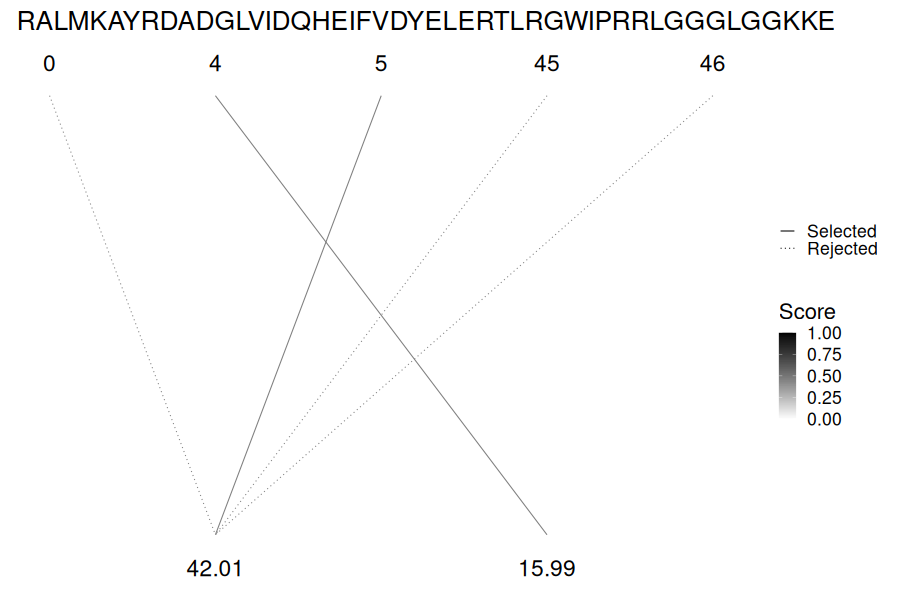 RALMKAYRDADGLVIDQHEIFVDYELERTLRGWIPRRLGGGLGGKKE
0 4 5 45 46
Selected
Rejected
Score
1.00
0.75
0.50
0.25
0.00
42.01 15.99